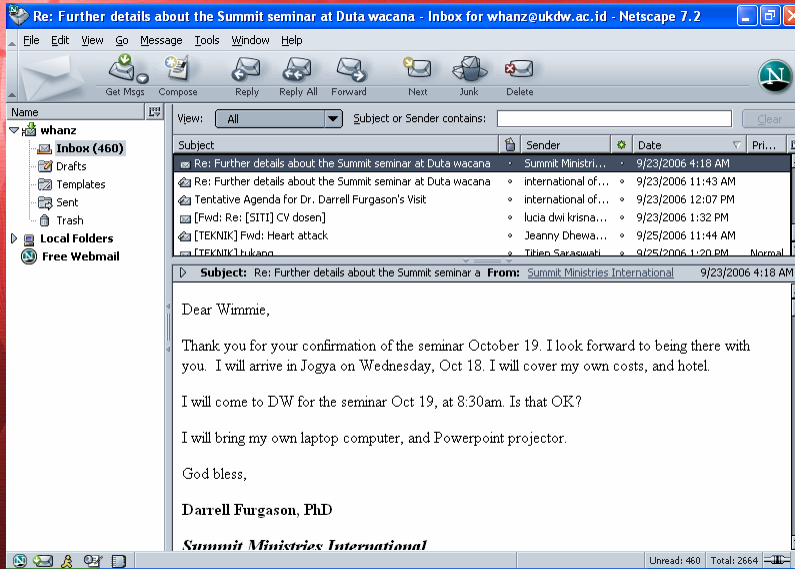 Re: Further details about the Summit seminar at Duta wacana - Inbox for whanz@ukdw.ac.id - Netscape 7.2
File Edit View Go Message Tools Window Help
Get Msgs Compose Reply Reply All Forward Next Junk Delete
N
Name
whanz
Inbox (460)
Drafts
Templates
Sent
Trash
Local Folders
Free Webmail
View: All Subject or Sender contains: Clear
Subject Sender Date Pri...
Re: Further details about the Summit seminar at Duta wacana Summit Ministri... 9/23/2006 4:18 AM
Re: Further details about the Summit seminar at Duta wacana international of... 9/23/2006 11:43 AM
Tentative Agenda for Dr. Darrell Furgason's Visit international of... 9/23/2006 12:07 PM
[Fwd: Re: [SITI] CV dosen] lucia dwi krisna... 9/23/2006 1:32 PM
[TEKNIK] Fwd: Heart attack Jeanny Dhewa... 9/25/2006 11:44 AM
[TEKNIK] tukang Titien Saraswati 9/25/2006 1:20 PM Normal
Subject: Re: Further details about the Summit seminar a From: Summit Ministries International 9/23/2006 4:18 AM
Dear Wimmie,
Thank you for your confirmation of the seminar October 19. I look forward to being there with
you. I will arrive in Jogya on Wednesday, Oct 18. I will cover my own costs, and hotel.
I will come to DW for the seminar Oct 19, at 8:30am. Is that OK?
I will bring my own laptop computer, and Powerpoint projector.
God bless,
Darrell Furgason, PhD
Summit Ministries International
Unread: 460 Total: 2664